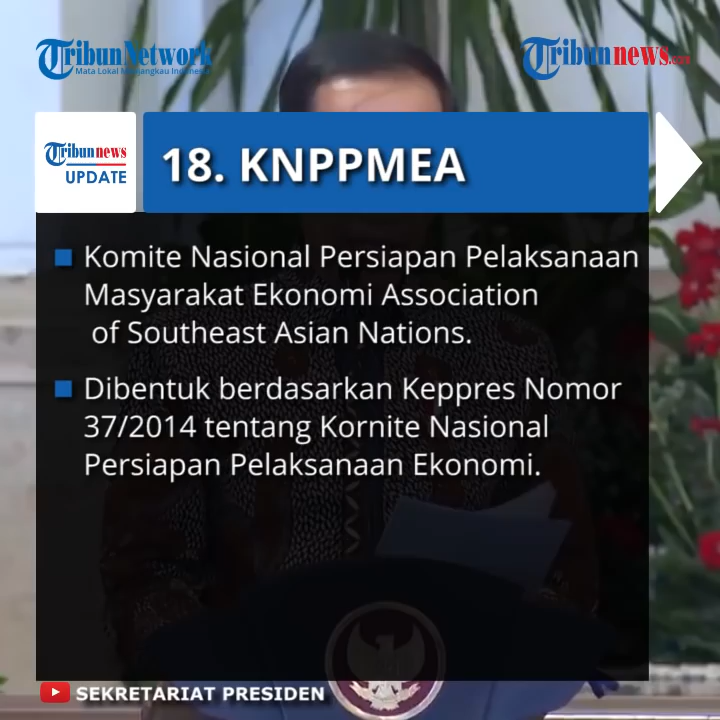 TribunNetwork
Mata Lokal Menjangkau Indonesia
Tribunnews.com
Tribunnews
UPDATE
18. KNPPMEA
Komite Nasional Persiapan Pelaksanaan
Masyarakat Ekonomi Association
of Southeast Asian Nations.
Dibentuk berdasarkan Keppres Nomor
37/2014 tentang Kornite Nasional
Persiapan Pelaksanaan Ekonomi.
SEKRETARIAT PRESIDEN